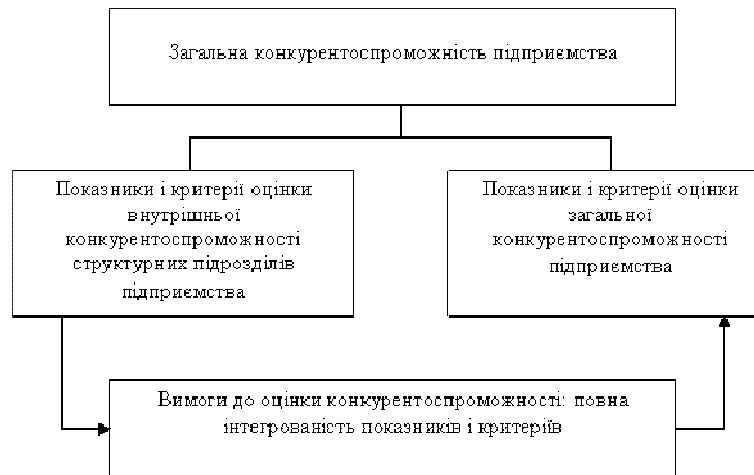 Загальна конкурентоспроможність підприємства
Показники і критерії оцінки
внутрішньої
конкурентоспроможності
структурних підрозділів
підприємства
Показники і критерії оцінки
загальної
конкурентоспроможності
підприємства
Вимоги до оцінки конкурентоспроможності: повна
інтегрованість показників і критеріїв